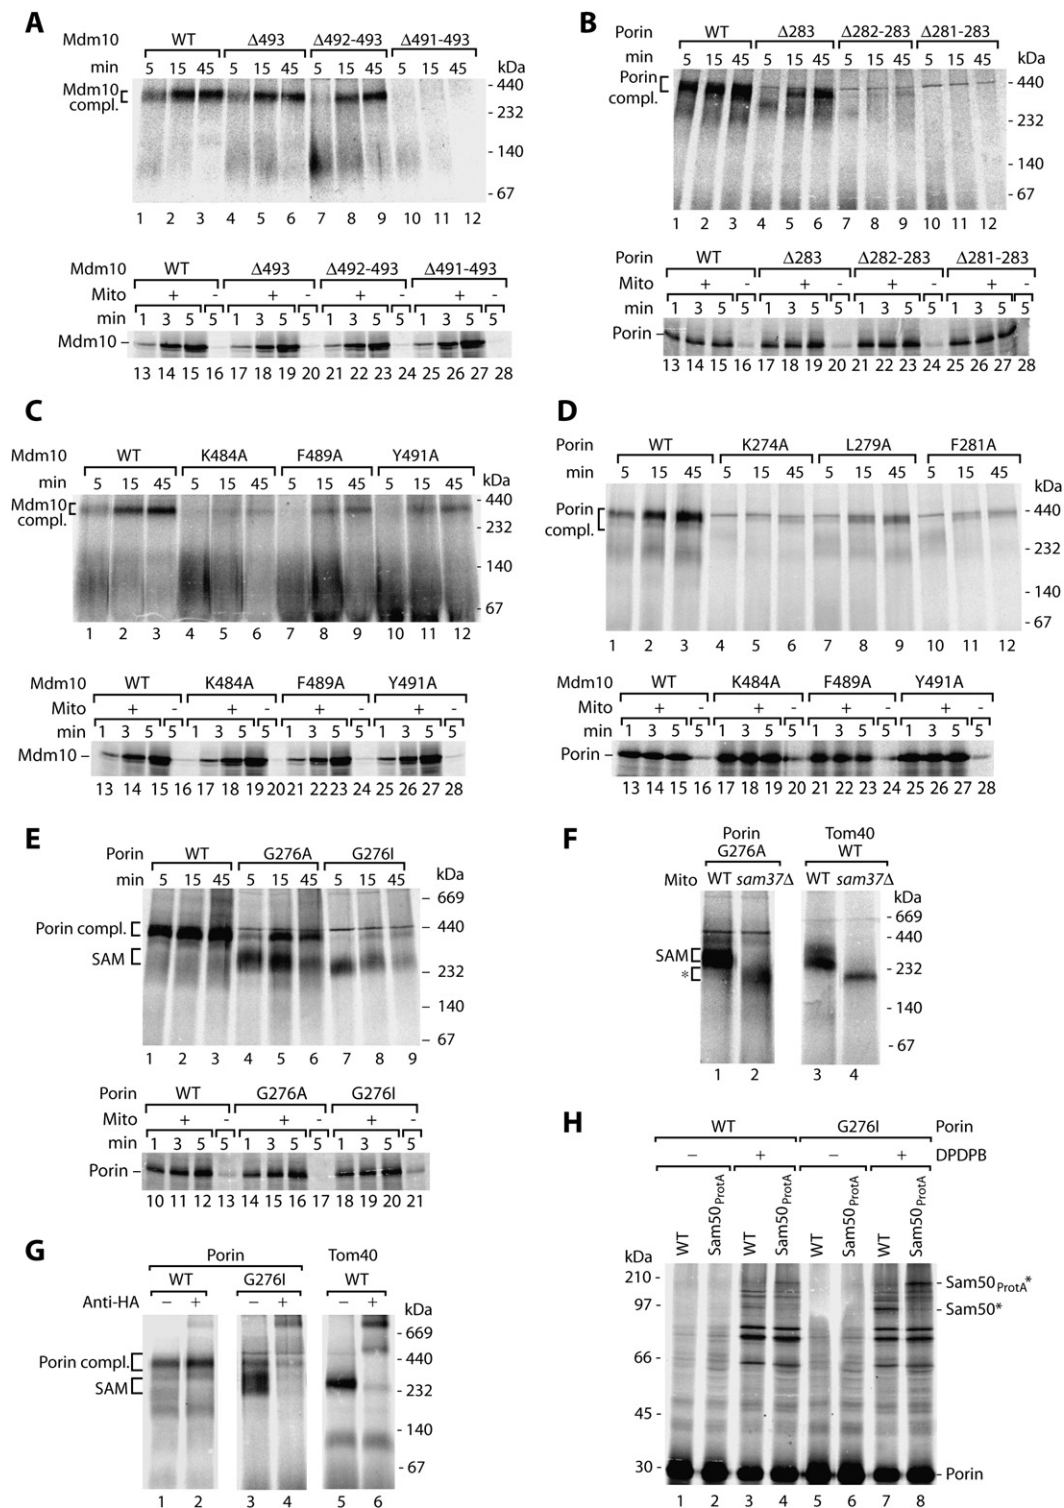 A
Mdm10 WT Δ493 Δ492-493 Δ491-493
min 5 15 45 5 15 45 5 15 45 5 15 45 kDa
Mdm10 compl.
- 440
- 232
- 140
- 67
1 2 3 4 5 6 7 8 9 10 11 12
Mdm10 WT Δ493 Δ492-493 Δ491-493
Mito + - + - + - + -
min 1 3 5 5 1 3 5 5 1 3 5 5 1 3 5 5
Mdm10 –
13 14 15 16 17 18 19 20 21 22 23 24 25 26 27 28
B
Porin WT Δ283 Δ282-283 Δ281-283
min 5 15 45 5 15 45 5 15 45 5 15 45 kDa
Porin compl.
- 440
- 232
- 140
- 67
1 2 3 4 5 6 7 8 9 10 11 12
Porin WT Δ283 Δ282-283 Δ281-283
Mito + - + - + - + -
min 1 3 5 5 1 3 5 5 1 3 5 5 1 3 5 5
Porin –
13 14 15 16 17 18 19 20 21 22 23 24 25 26 27 28
C
Mdm10 WT K484A F489A Y491A
min 5 15 45 5 15 45 5 15 45 5 15 45 kDa
Mdm10 compl.
- 440
- 232
- 140
- 67
1 2 3 4 5 6 7 8 9 10 11 12
Mdm10 WT K484A F489A Y491A
Mito + - + - + - + -
min 1 3 5 5 1 3 5 5 1 3 5 5 1 3 5 5
Mdm10 –
13 14 15 16 17 18 19 20 21 22 23 24 25 26 27 28
D
Porin WT K274A L279A F281A
min 5 15 45 5 15 45 5 15 45 5 15 45 kDa
Porin compl.
- 440
- 232
- 140
- 67
1 2 3 4 5 6 7 8 9 10 11 12
Mdm10 WT K484A F489A Y491A
Mito + - + - + - + -
min 1 3 5 5 1 3 5 5 1 3 5 5 1 3 5 5
Porin –
13 14 15 16 17 18 19 20 21 22 23 24 25 26 27 28
E
Porin WT G276A G276I
min 5 15 45 5 15 45 5 15 45 kDa
– 669
Porin compl.
– 440
SAM
– 232
– 140
– 67
1 2 3 4 5 6 7 8 9
Porin WT G276A G276I
Mito + - + - + -
min 1 3 5 5 1 3 5 5 1 3 5 5
Porin –
10 11 12 13 14 15 16 17 18 19 20 21
F
Porin G276A Tom40 WT
Mito WT sam37Δ WT sam37Δ
kDa
- 669
- 440
SAM
- 232
*
- 140
- 67
1 2 3 4
G
Porin Tom40
WT G276I WT
Anti-HA – + – + – +
kDa
- 669
Porin compl.
- 440
SAM
- 232
- 140
- 67
1 2 3 4 5 6
H
WT G276I Porin
– + – + DPDPB
WT Sam50ProtA WT Sam50ProtA WT Sam50ProtA WT Sam50ProtA
kDa
210 -
- Sam50ProtA*
97 -
- Sam50*
66 -
45 -
30 -
- Porin
1 2 3 4 5 6 7 8